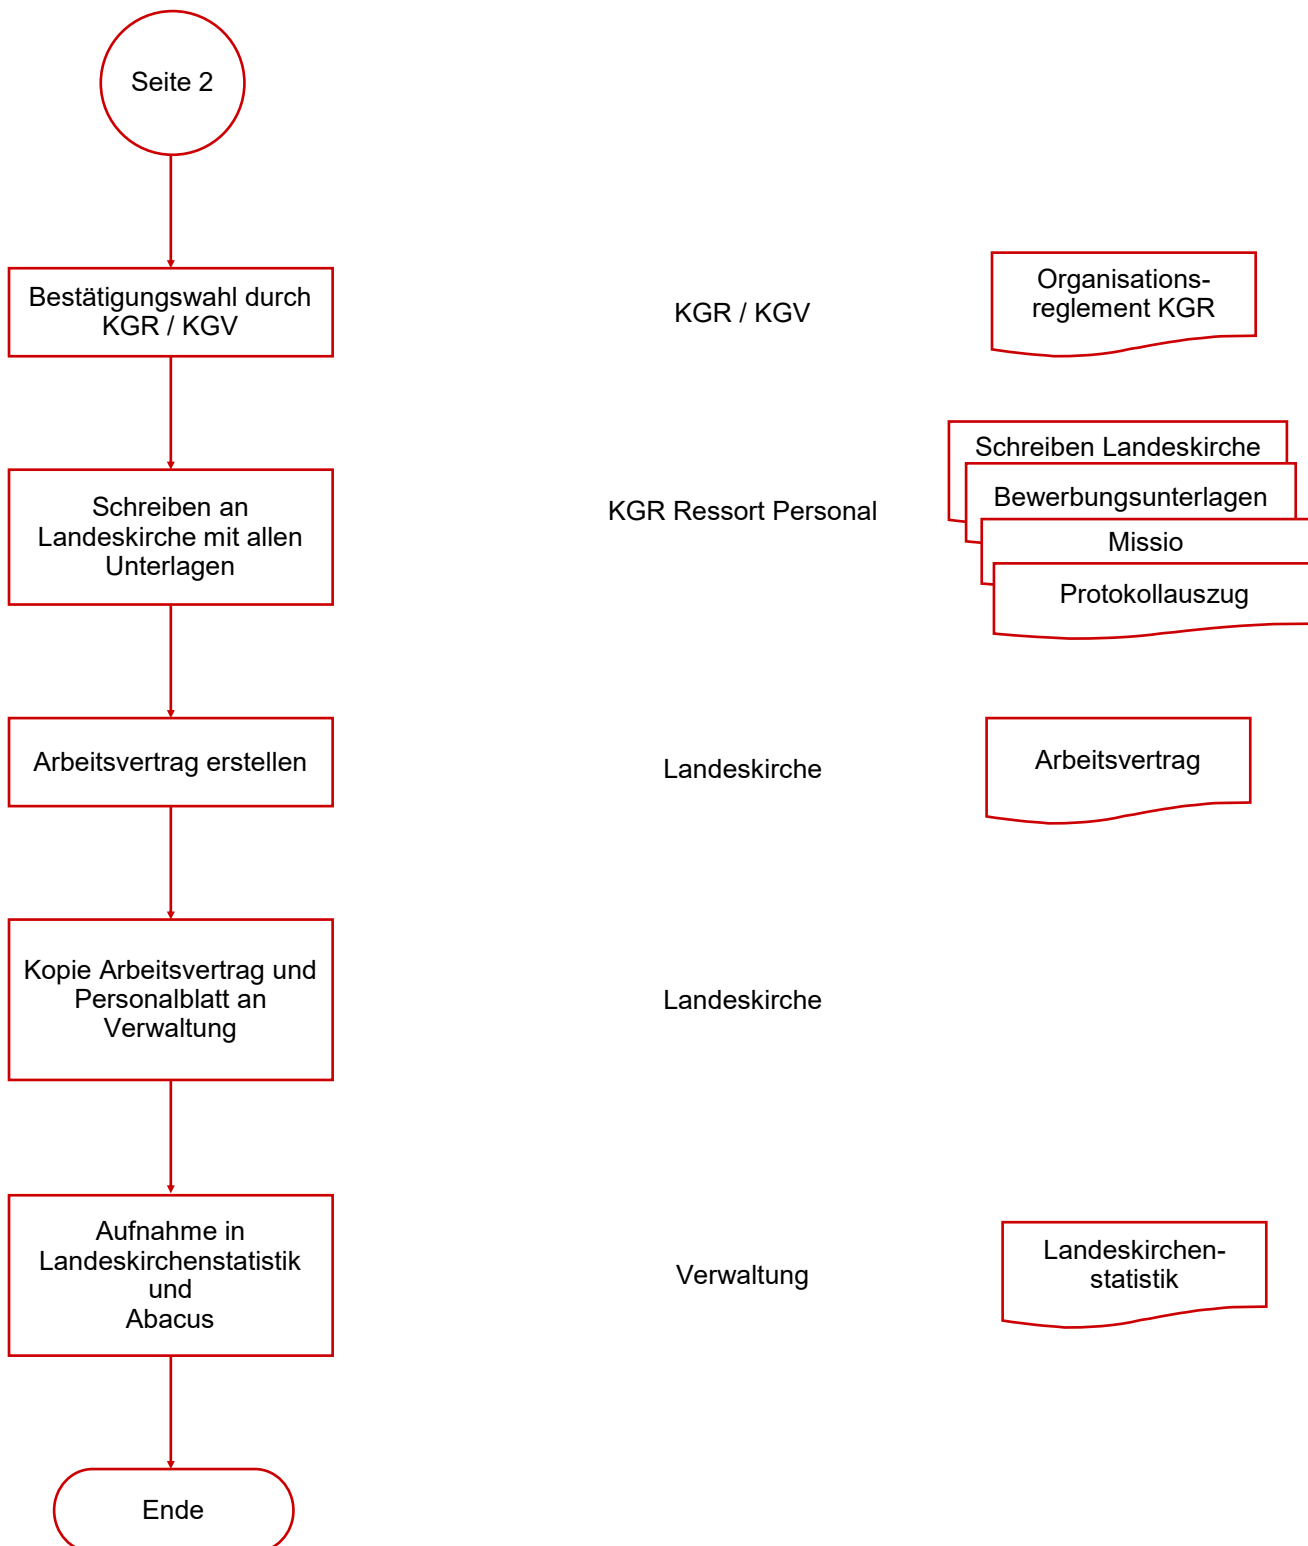 Seite 2
Bestätigungswahl durch
KGR / KGV
KGR / KGV
Organisations-
reglement KGR
Schreiben an
Landeskirche mit allen
Unterlagen
KGR Ressort Personal
Schreiben Landeskirche
Bewerbungsunterlagen
Missio
Protokollauszug
Arbeitsvertrag erstellen
Landeskirche
Arbeitsvertrag
Kopie Arbeitsvertrag und
Personalblatt an
Verwaltung
Landeskirche
Aufnahme in
Landeskirchenstatistik
und
Abacus
Verwaltung
Landeskirchen-
statistik
Ende